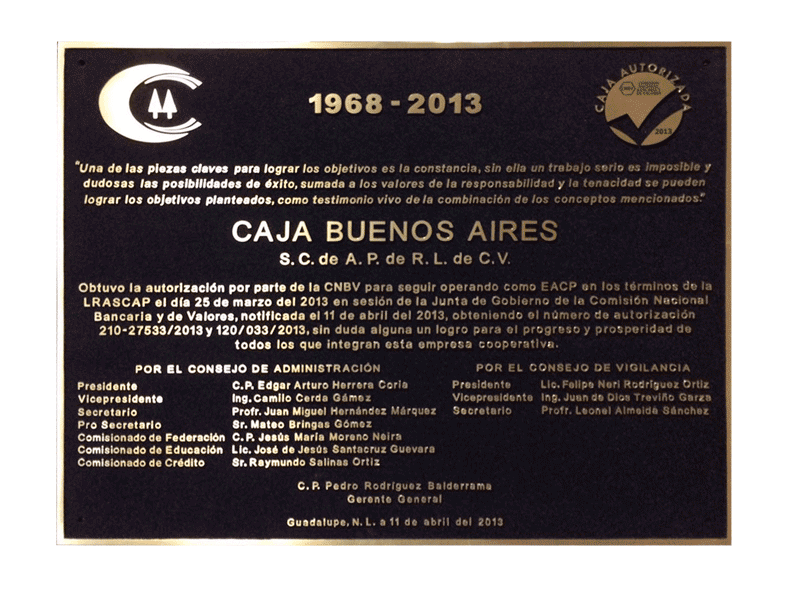 1968 - 2013
CAJA AUTORIZADA
2013
"Una de las piezas claves para lograr los objetivos es la constancia, sin ella un trabajo serio es imposible y
dudosas las posibilidades de éxito, sumada a los valores de la responsabilidad y la tenacidad se pueden
lograr los objetivos planteados, como testimonio vivo de la combinación de los conceptos mencionados."
CAJA BUENOS AIRES
S.C. de A.P. de R.L. de C.V.
Obtuvo la autorización por parte de la CNBV para seguir operando como EACP en los términos de la
LRASCAP el día 25 de marzo del 2013 en sesión de la Junta de Gobierno de la Comisión Nacional
Bancaria y de Valores, notificada el 11 de abril del 2013, obteniendo el número de autorización
210-27533/2013 y 120/033/2013, sin duda alguna un logro para el progreso y prosperidad de
todos los que integran esta empresa cooperativa.
POR EL CONSEJO DE ADMINISTRACIÓN
Presidente C.P. Edgar Arturo Herrera Coria
Vicepresidente Ing. Camilo Cerda Gámez
Secretario Profr. Juan Miguel Hernández Márquez
Pro Secretario Sr. Mateo Bringas Gómez
Comisionado de Federación C.P. Jesús María Moreno Neira
Comisionado de Educación Lic. José de Jesús Santacruz Guevara
Comisionado de Crédito Sr. Raymundo Salinas Ortiz
POR EL CONSEJO DE VIGILANCIA
Presidente Lic. Felipe Neri Rodríguez Ortiz
Vicepresidente Ing. Juan de Dios Treviño Garza
Secretario Profr. Leonel Almeida Sánchez
C.P. Pedro Rodríguez Balderrama
Gerente General
Guadalupe, N.L. a 11 de abril del 2013